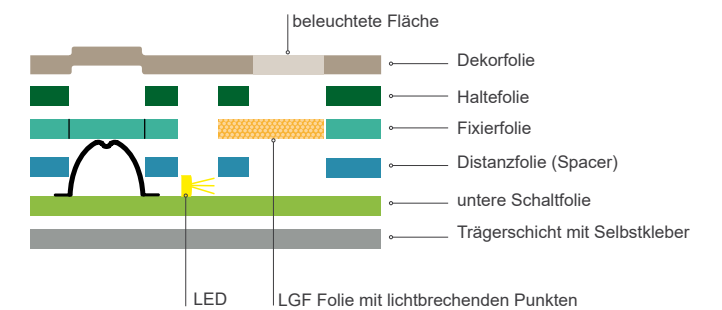 beleuchtete Fläche
Dekorfolie
Haltefolie
Fixierfolie
Distanzfolie (Spacer)
untere Schaltfolie
Trägerschicht mit Selbstkleber
LED
LGF Folie mit lichtbrechenden Punkten